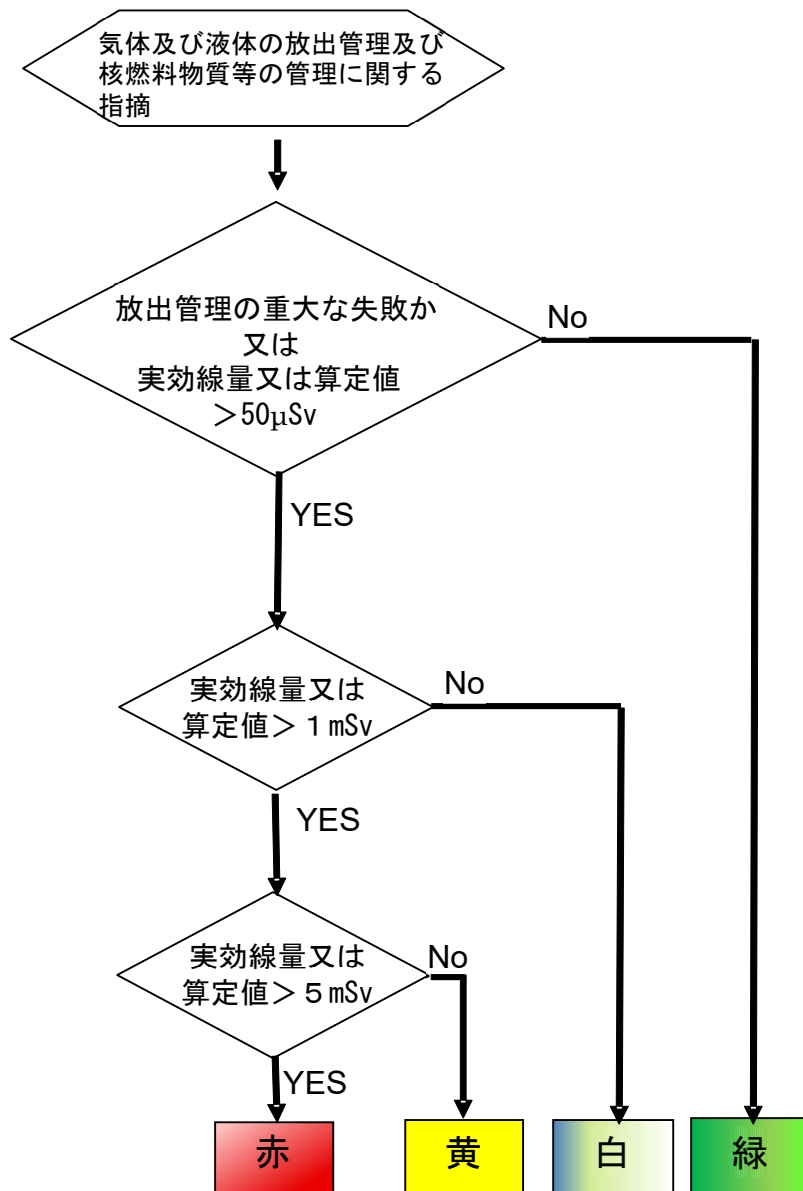 気体及び液体の放出管理及び
核燃料物質等の管理に関する
指摘
放出管理の重大な失敗か
又は
実効線量又は算定値
＞50μSv
No
YES
実効線量又は
算定値＞１mSv
No
YES
実効線量又は
算定値＞５mSv
No
YES
赤
黄
白
緑